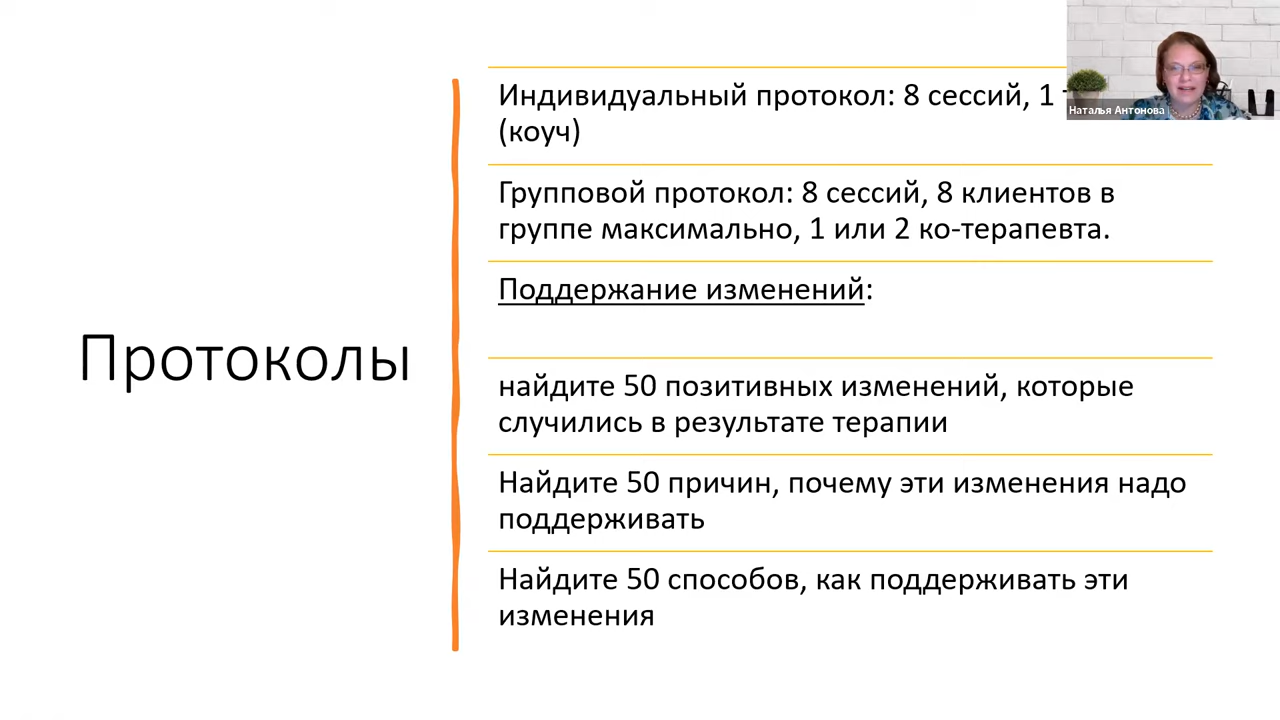 Протоколы
Индивидуальный протокол: 8 сессий, 1
(коуч)
Групповой протокол: 8 сессий, 8 клиентов в
группе максимально, 1 или 2 ко-терапевта.
Поддержание изменений:
найдите 50 позитивных изменений, которые
случились в результате терапии
Найдите 50 причин, почему эти изменения надо
поддерживать
Найдите 50 способов, как поддерживать эти
изменения
Наталья Антонова